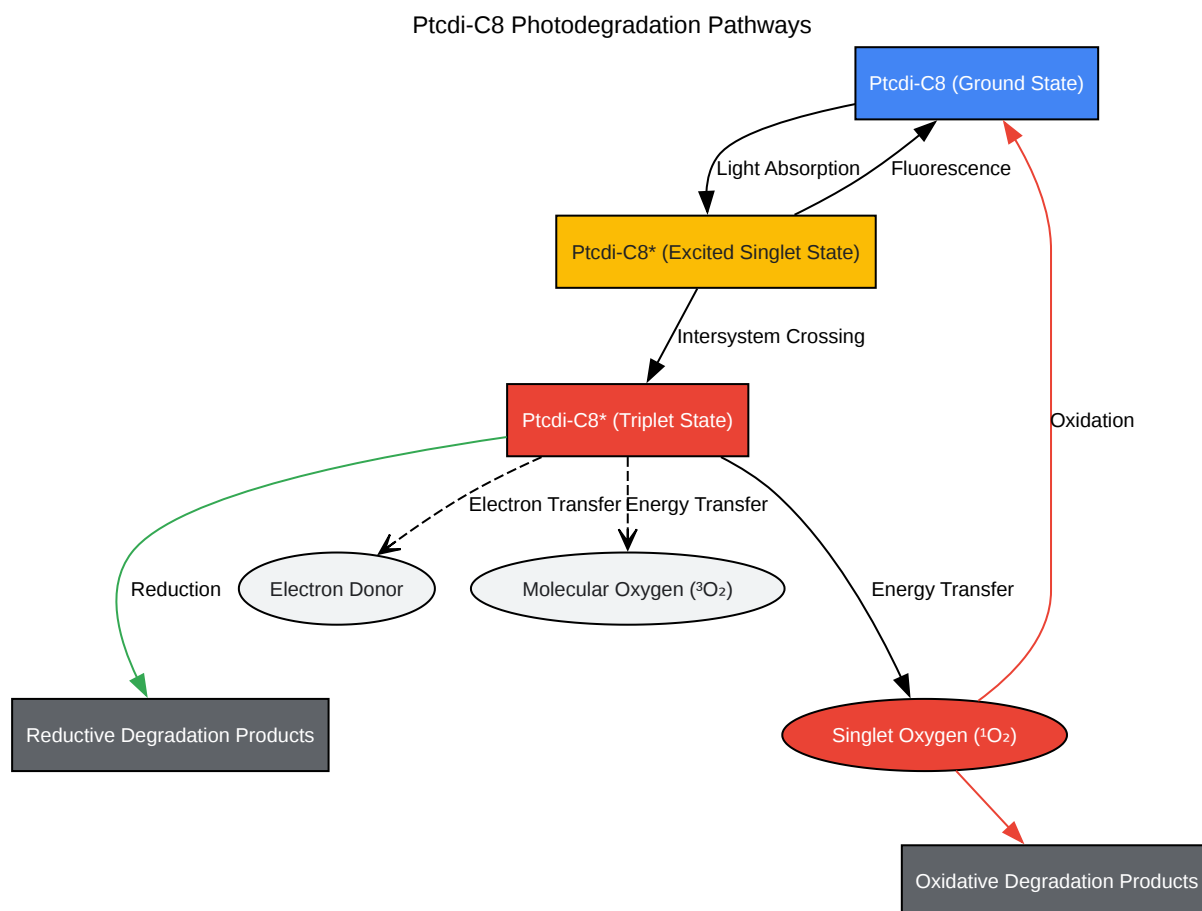 Ptcdi-C8 Photodegradation Pathways
Ptcdi-C8 (Ground State)
Light Absorption
Fluorescence
Ptcdi-C8* (Excited Singlet State)
Intersystem Crossing
Ptcdi-C8* (Triplet State)
Oxidation
Electron Transfer
Energy Transfer
Reduction
Electron Donor
Molecular Oxygen (³O₂)
Energy Transfer
Reductive Degradation Products
Singlet Oxygen (¹O₂)
Oxidative Degradation Products